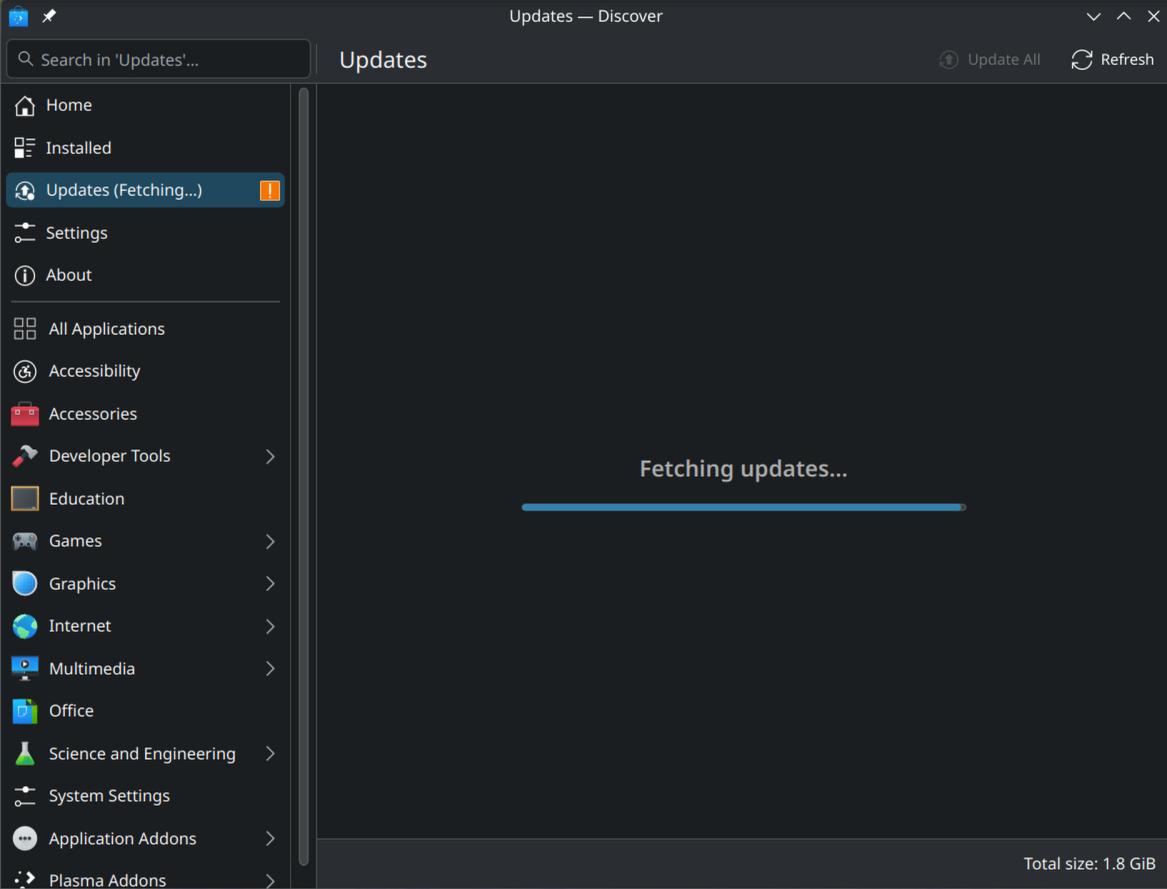 Updates — Discover
Search in 'Updates'...
Updates
Update All
Refresh
Home
Installed
Updates (Fetching...)
Settings
About
All Applications
Accessibility
Accessories
Developer Tools
Education
Games
Graphics
Internet
Multimedia
Office
Science and Engineering
System Settings
Application Addons
Plasma Addons
Fetching updates...
Total size: 1.8 GiB